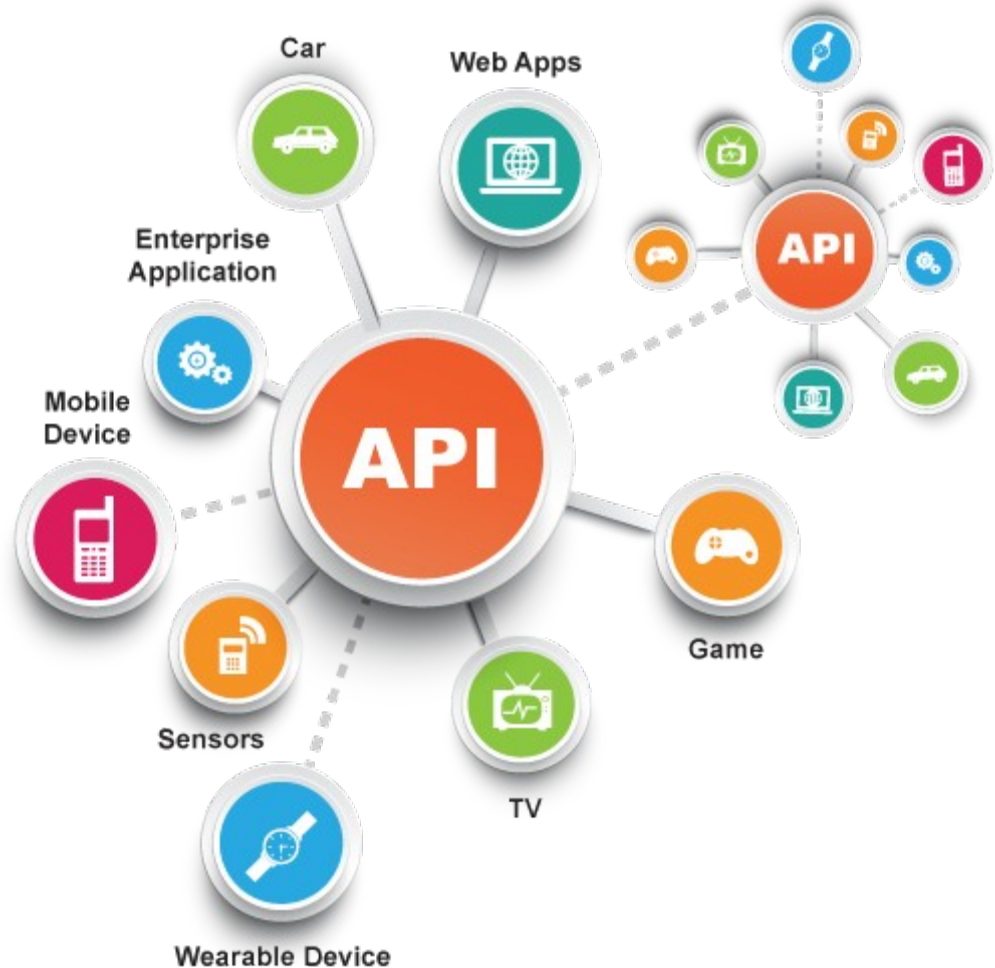 Car
Web Apps
Enterprise
Application
API
Mobile
Device
API
Game
Sensors
TV
Wearable Device